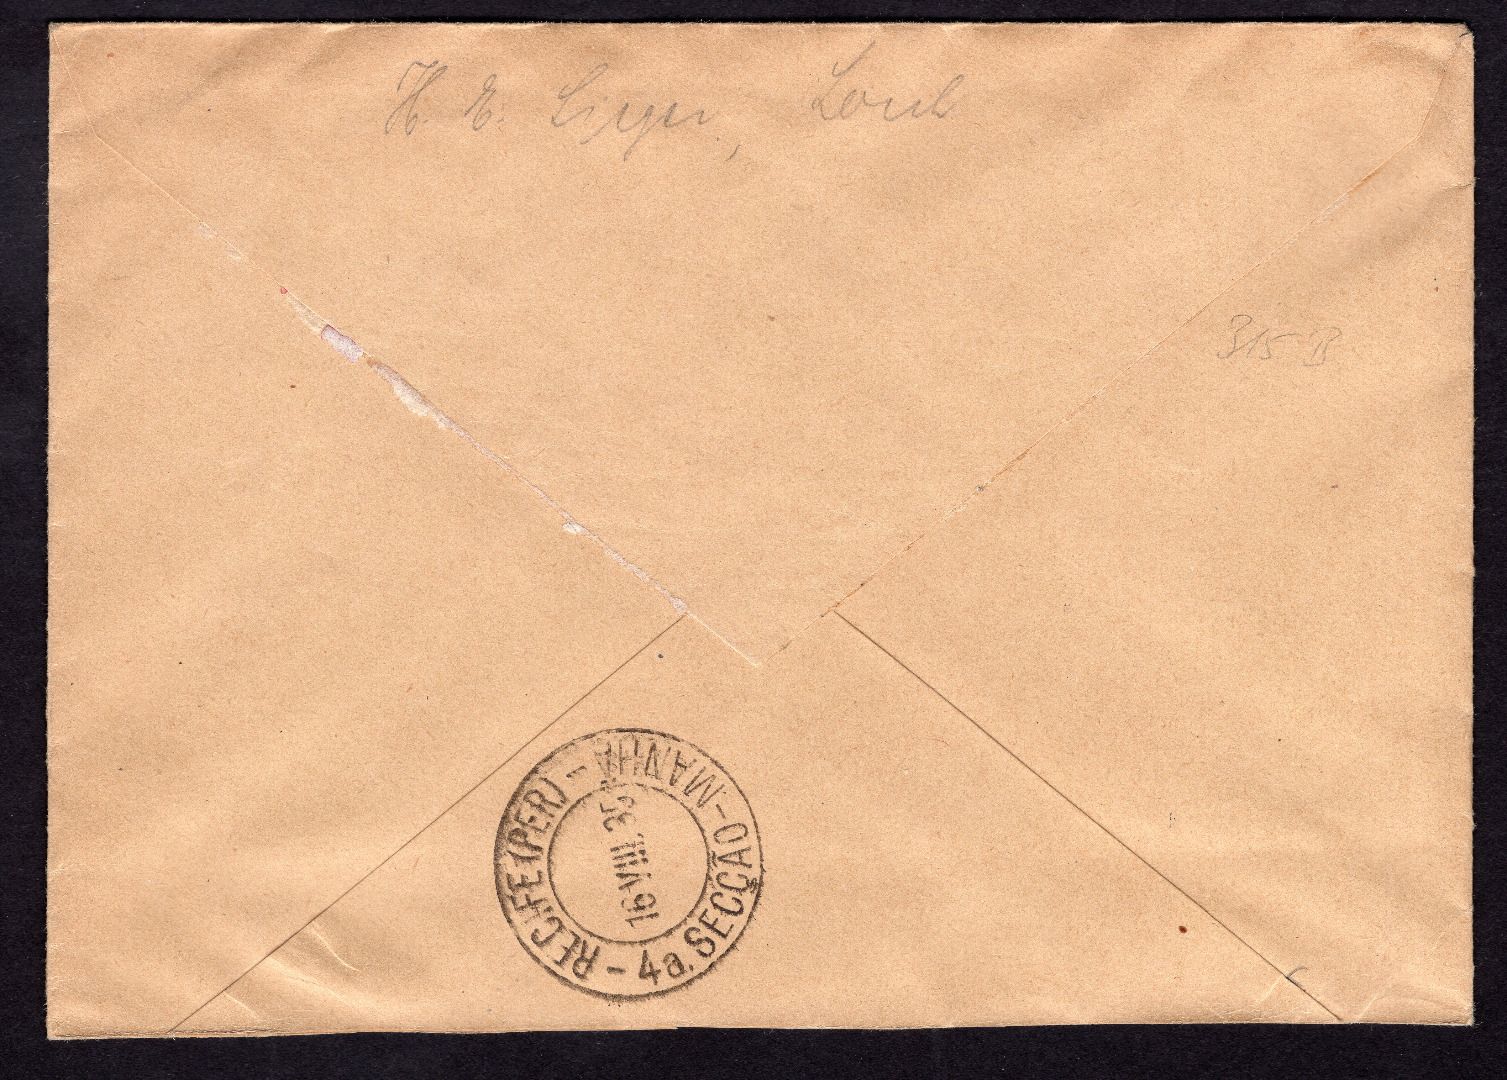 H. E.
315 B
RECIFE (PER) - MANHÃ - 4a. SECÇÃO -
16 VIII 35